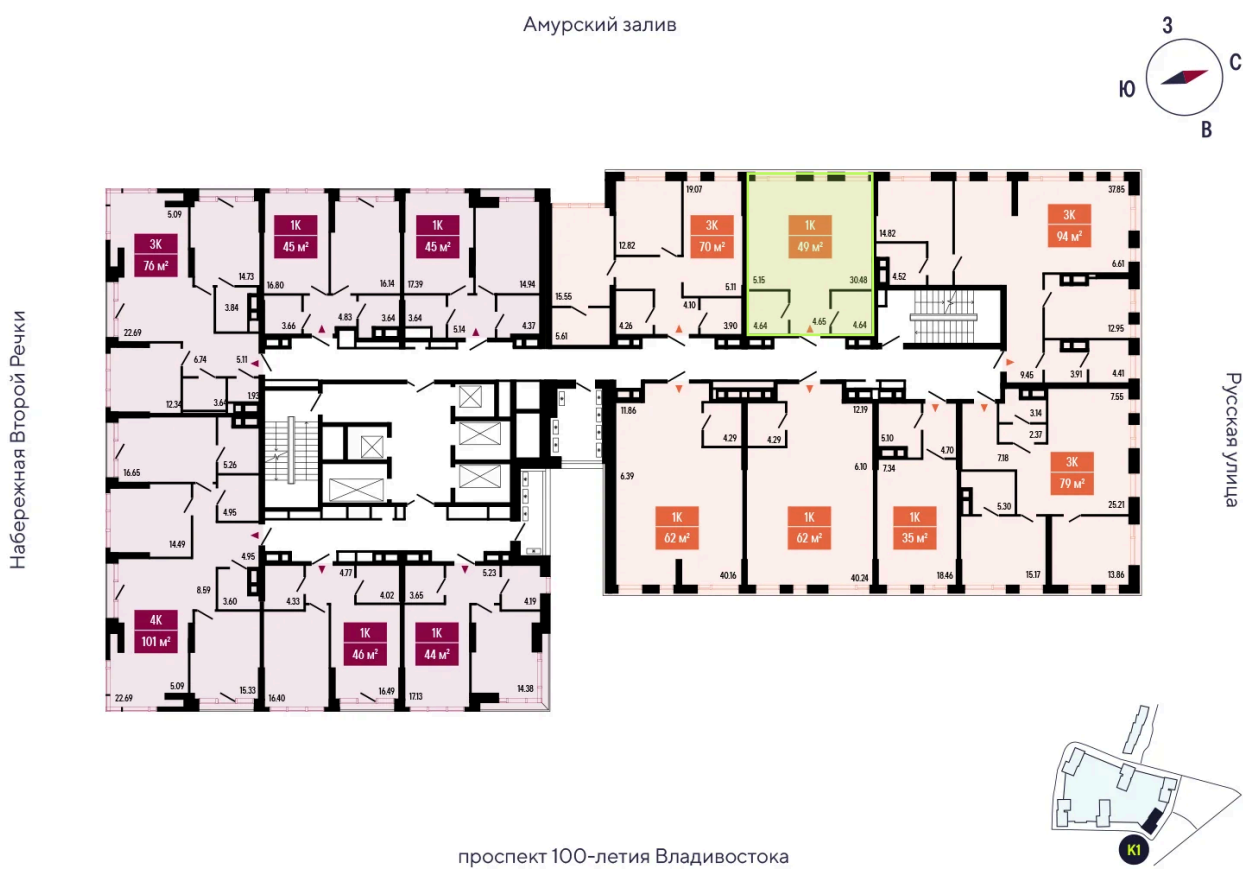 Амурский залив
З
С
Ю
В
Набережная Второй Речки
Русская улица
5.09
3К
76 м²
14.73
3.84
22.69
6.74
5.11
12.34
3.64
1.93
1К
45 м²
16.80
16.14
3.66
4.83
3.64
1К
45 м²
17.39
14.94
3.64
5.14
4.37
15.55
5.61
19.07
3К
70 м²
12.82
5.11
4.10
4.26
3.90
1К
49 м²
5.15
30.48
4.64
4.65
4.64
37.85
3К
94 м²
14.82
6.61
4.52
12.95
9.45
3.91
4.41
16.65
5.26
4.95
14.49
4.95
8.59
3.60
4К
101 м²
22.69
5.09
15.33
4.77
4.33
4.02
1К
46 м²
16.40
16.49
5.23
3.65
4.19
1К
44 м²
17.13
14.38
11.86
4.29
6.39
1К
62 м²
40.16
12.19
4.29
6.10
1К
62 м²
40.24
5.10
4.70
7.34
1К
35 м²
18.46
7.55
3.14
2.37
7.18
3К
79 м²
5.30
25.21
15.17
13.86
К1
проспект 100-летия Владивостока